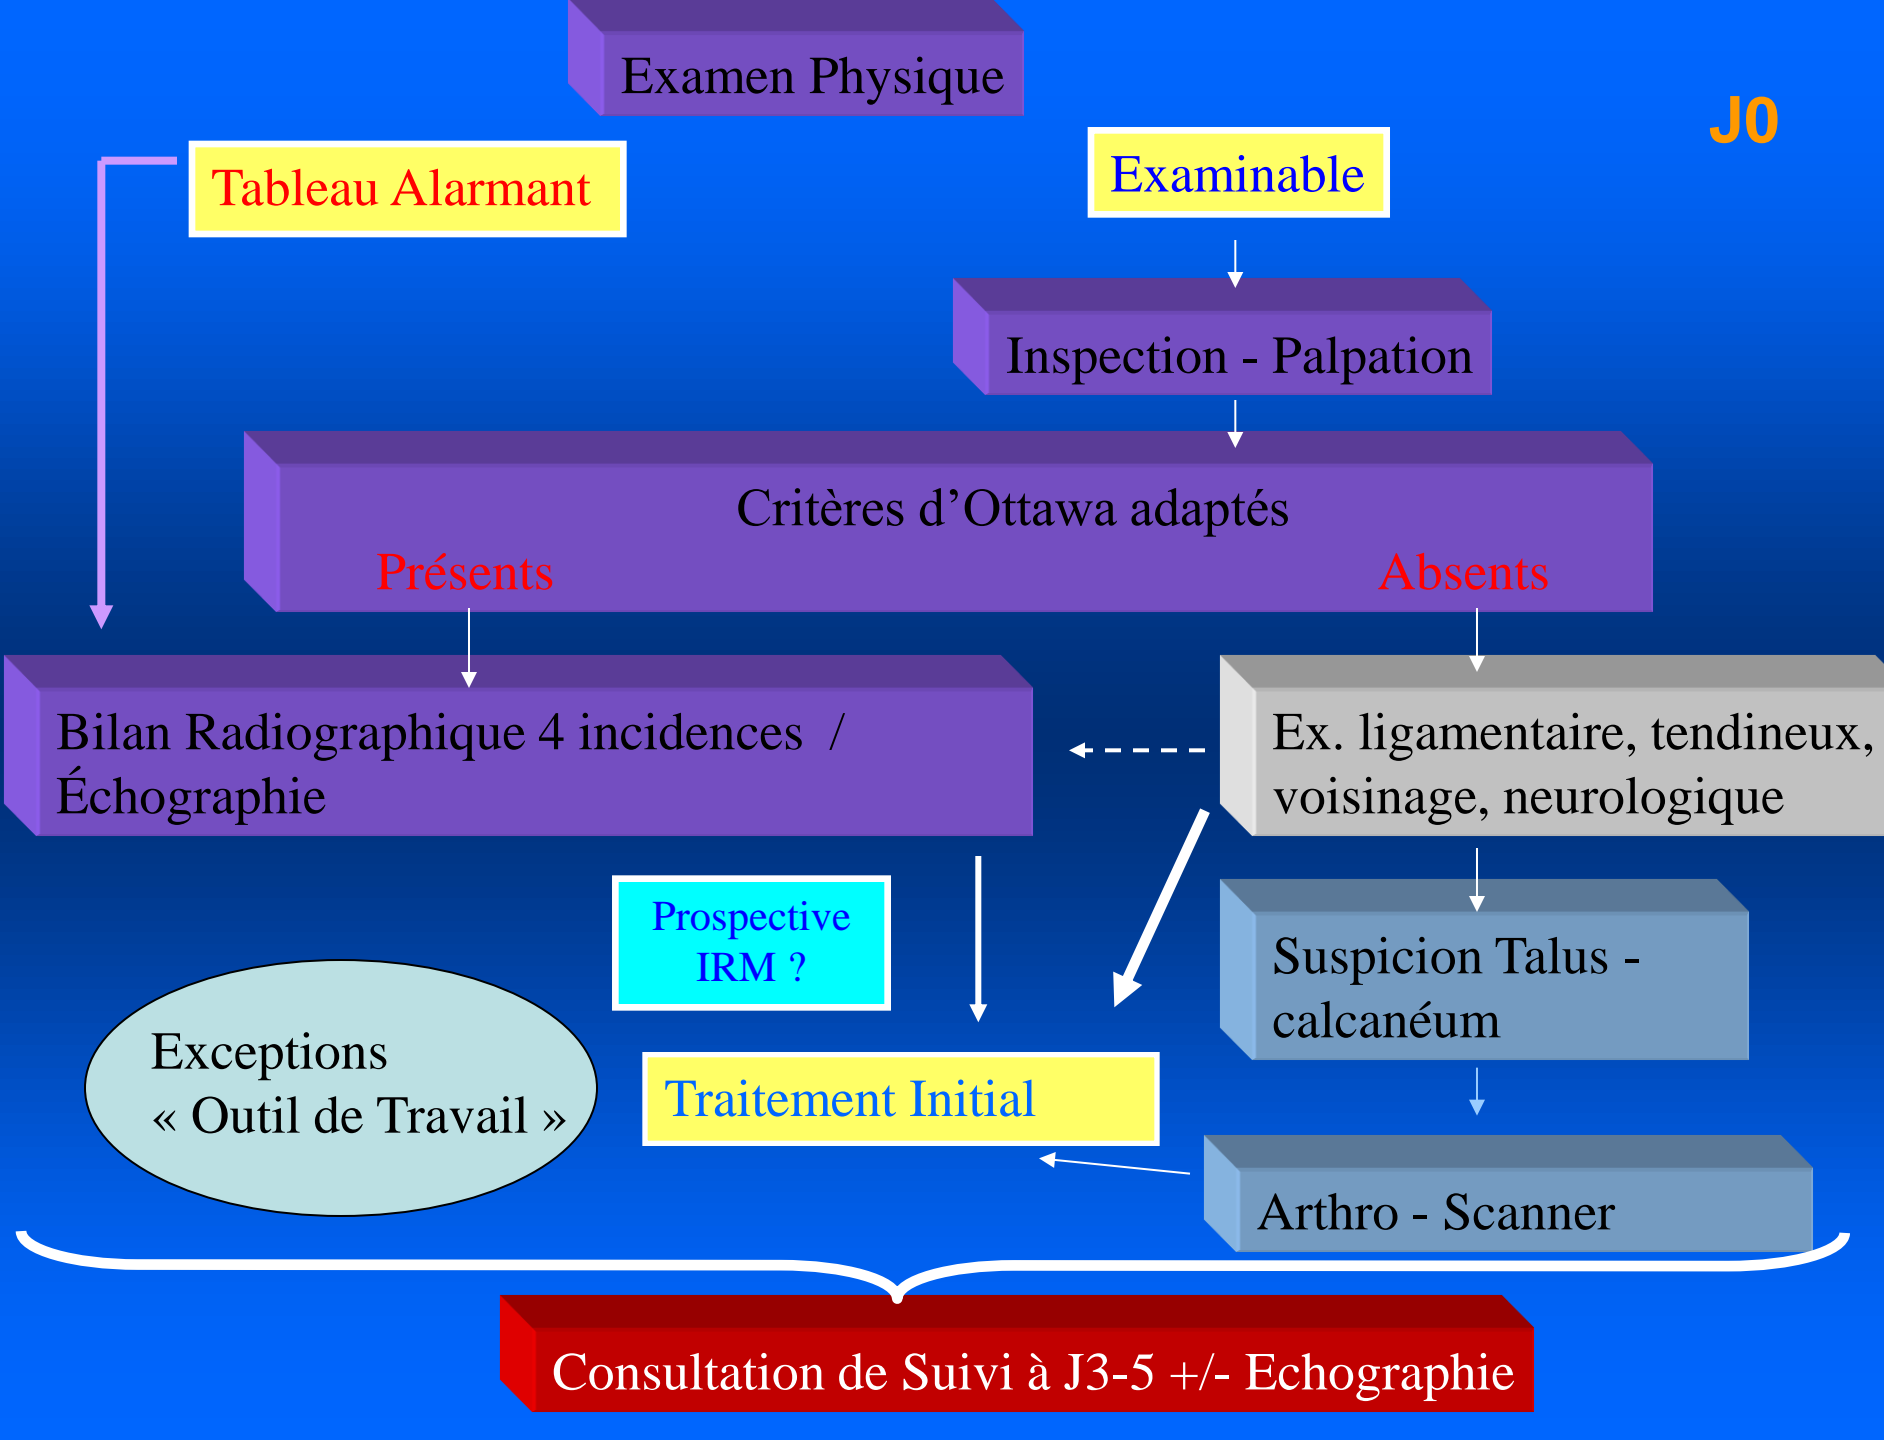 Examen Physique
J0
Tableau Alarmant
Examinable
Inspection - Palpation
Critères d’Ottawa adaptés
Présents
Absents
Bilan Radiographique 4 incidences /
Échographie
Ex. ligamentaire, tendineux,
voisinage, neurologique
Prospective
IRM ?
Suspicion Talus -
calcanéum
Exceptions
« Outil de Travail »
Traitement Initial
Arthro - Scanner
Consultation de Suivi à J3-5 +/- Echographie